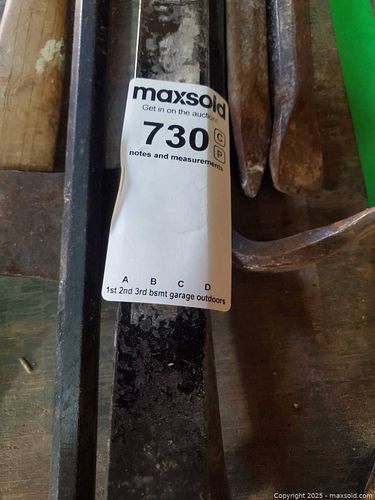 maxsold
Get in on the auction!
730
C
P
notes and measurements
A B C D
1st 2nd 3rd bsmt garage outdoors
Copyright 2025 - maxsold.com